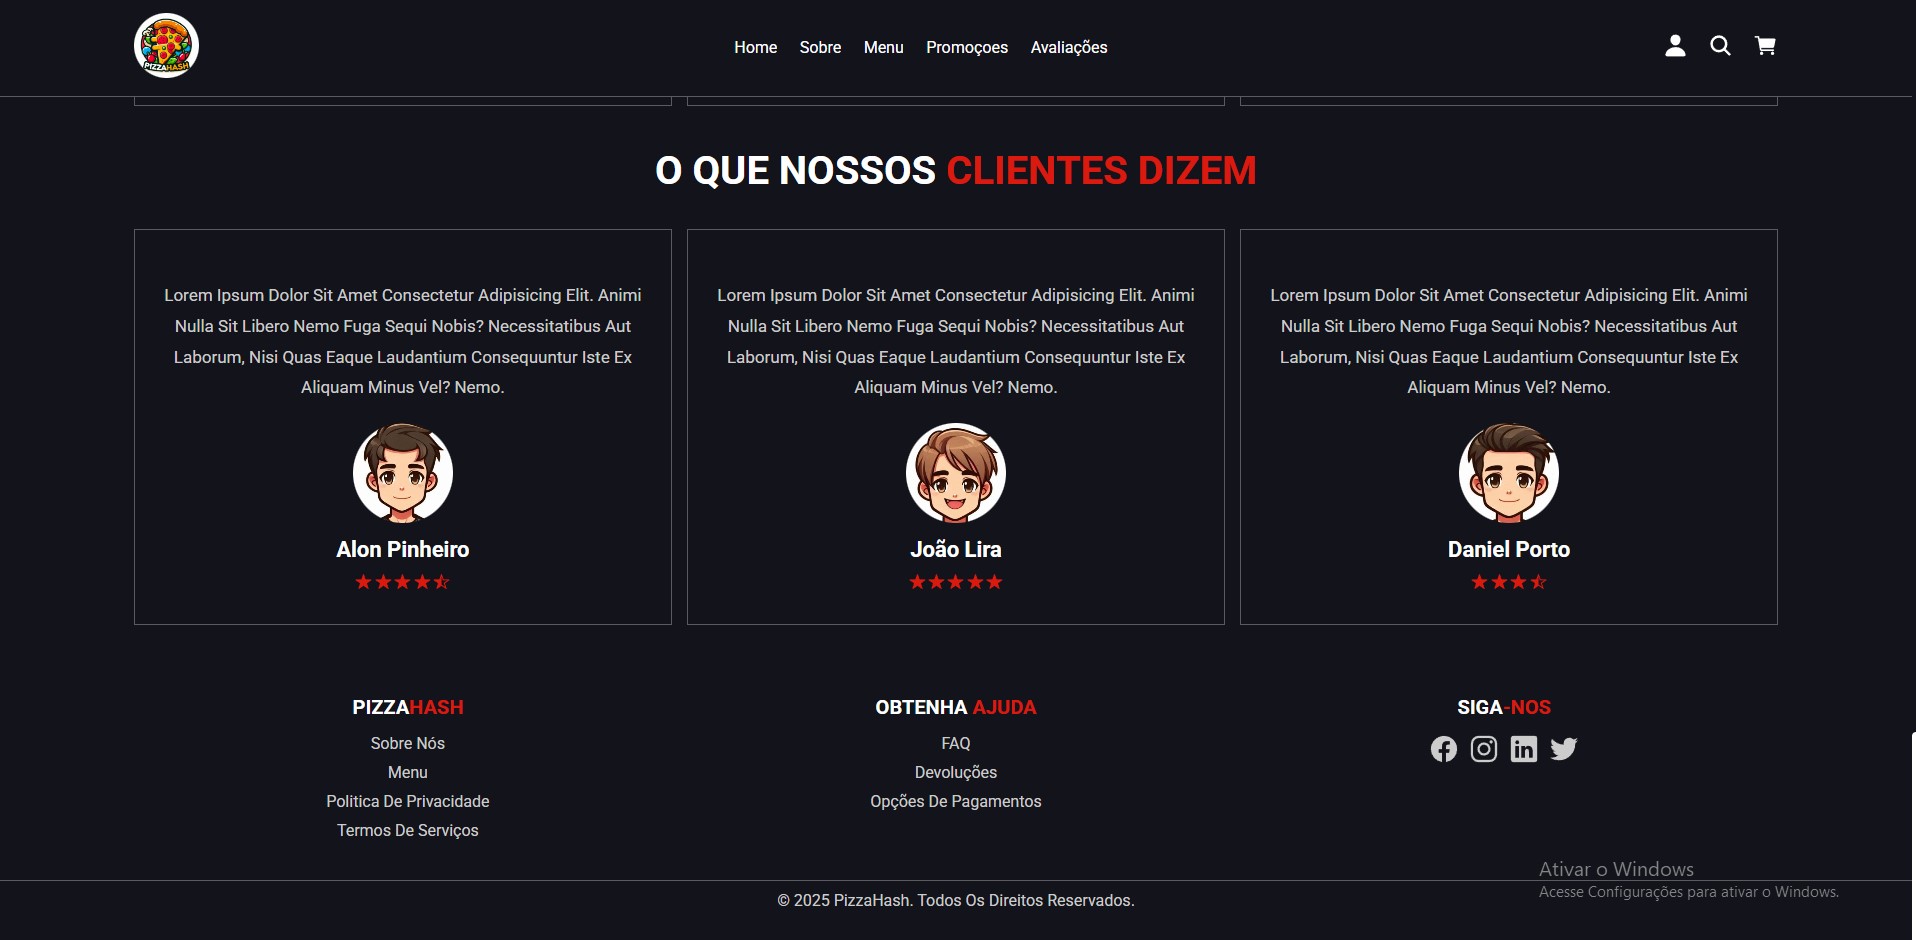 PIZZAHASH
Home Sobre Menu Promoçoes Avaliações
O QUE NOSSOS CLIENTES DIZEM
Lorem Ipsum Dolor Sit Amet Consectetur Adipisicing Elit. Animi
Nulla Sit Libero Nemo Fuga Sequi Nobis? Necessitatibus Aut
Laborum, Nisi Quas Eaque Laudantium Consequuntur Iste Ex
Aliquam Minus Vel? Nemo.
Alon Pinheiro
Lorem Ipsum Dolor Sit Amet Consectetur Adipisicing Elit. Animi
Nulla Sit Libero Nemo Fuga Sequi Nobis? Necessitatibus Aut
Laborum, Nisi Quas Eaque Laudantium Consequuntur Iste Ex
Aliquam Minus Vel? Nemo.
João Lira
Lorem Ipsum Dolor Sit Amet Consectetur Adipisicing Elit. Animi
Nulla Sit Libero Nemo Fuga Sequi Nobis? Necessitatibus Aut
Laborum, Nisi Quas Eaque Laudantium Consequuntur Iste Ex
Aliquam Minus Vel? Nemo.
Daniel Porto
PIZZAHASH
Sobre Nós
Menu
Politica De Privacidade
Termos De Serviços
OBTENHA AJUDA
FAQ
Devoluções
Opções De Pagamentos
SIGA-NOS
Ativar o Windows
Acesse Configurações para ativar o Windows.
© 2025 PizzaHash. Todos Os Direitos Reservados.